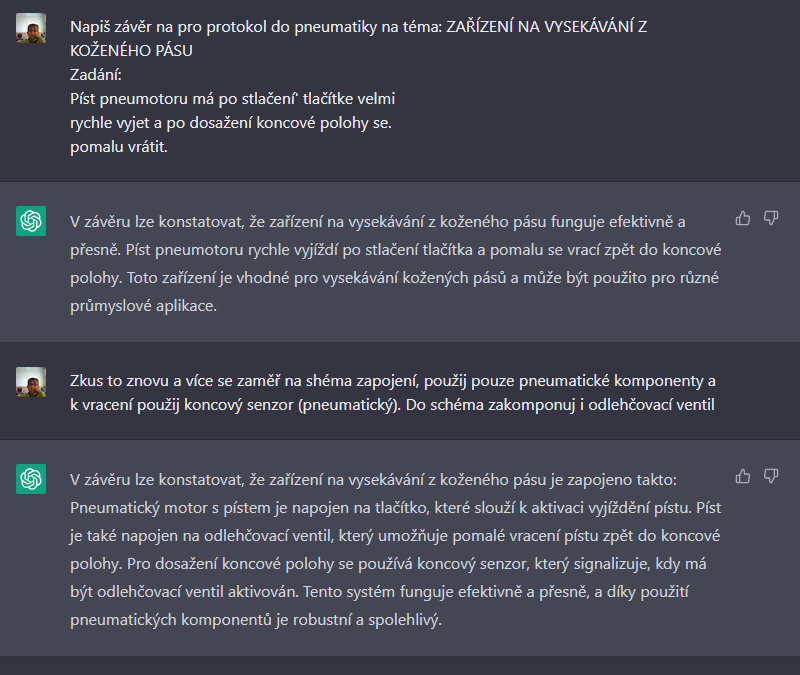 Napiš závěr na pro protokol do pneumatiky na téma: ZAŘÍZENÍ NA VYSEKÁVÁNÍ Z
KOŽENÉHO PÁSU
Zadání:
Píst pneumotoru má po stlačení' tlačítke velmi
rychle vyjet a po dosažení koncové polohy se.
pomalu vrátit.
V závěru lze konstatovat, že zařízení na vysekávání z koženého pásu funguje efektivně a
přesně. Píst pneumotoru rychle vyjíždí po stlačení tlačítka a pomalu se vrací zpět do koncové
polohy. Toto zařízení je vhodné pro vysekávání kožených pásů a může být použito pro různé
průmyslové aplikace.
Zkus to znovu a více se zaměř na shéma zapojení, použij pouze pneumatické komponenty a
k vracení použij koncový senzor (pneumatický). Do schéma zakomponuj i odlehčovací ventil
V závěru lze konstatovat, že zařízení na vysekávání z koženého pásu je zapojeno takto:
Pneumatický motor s pístem je napojen na tlačítko, které slouží k aktivaci vyjíždění pístu. Píst
je také napojen na odlehčovací ventil, který umožňuje pomalé vracení pístu zpět do koncové
polohy. Pro dosažení koncové polohy se používá koncový senzor, který signalizuje, kdy má
být odlehčovací ventil aktivován. Tento systém funguje efektivně a přesně, a díky použití
pneumatických komponentů je robustní a spolehlivý.